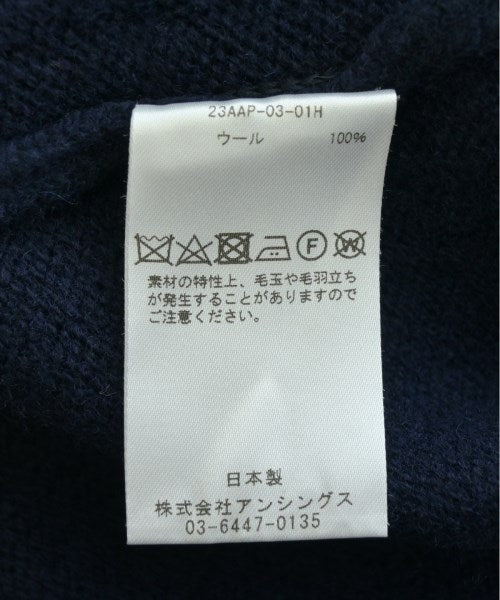 23AAP-03-01H
ウール 100%
F W
素材の特性上、毛玉や毛羽立ち
が発生することがありますので
ご注意ください。
日本製
株式会社アンシングス
03-6447-0135